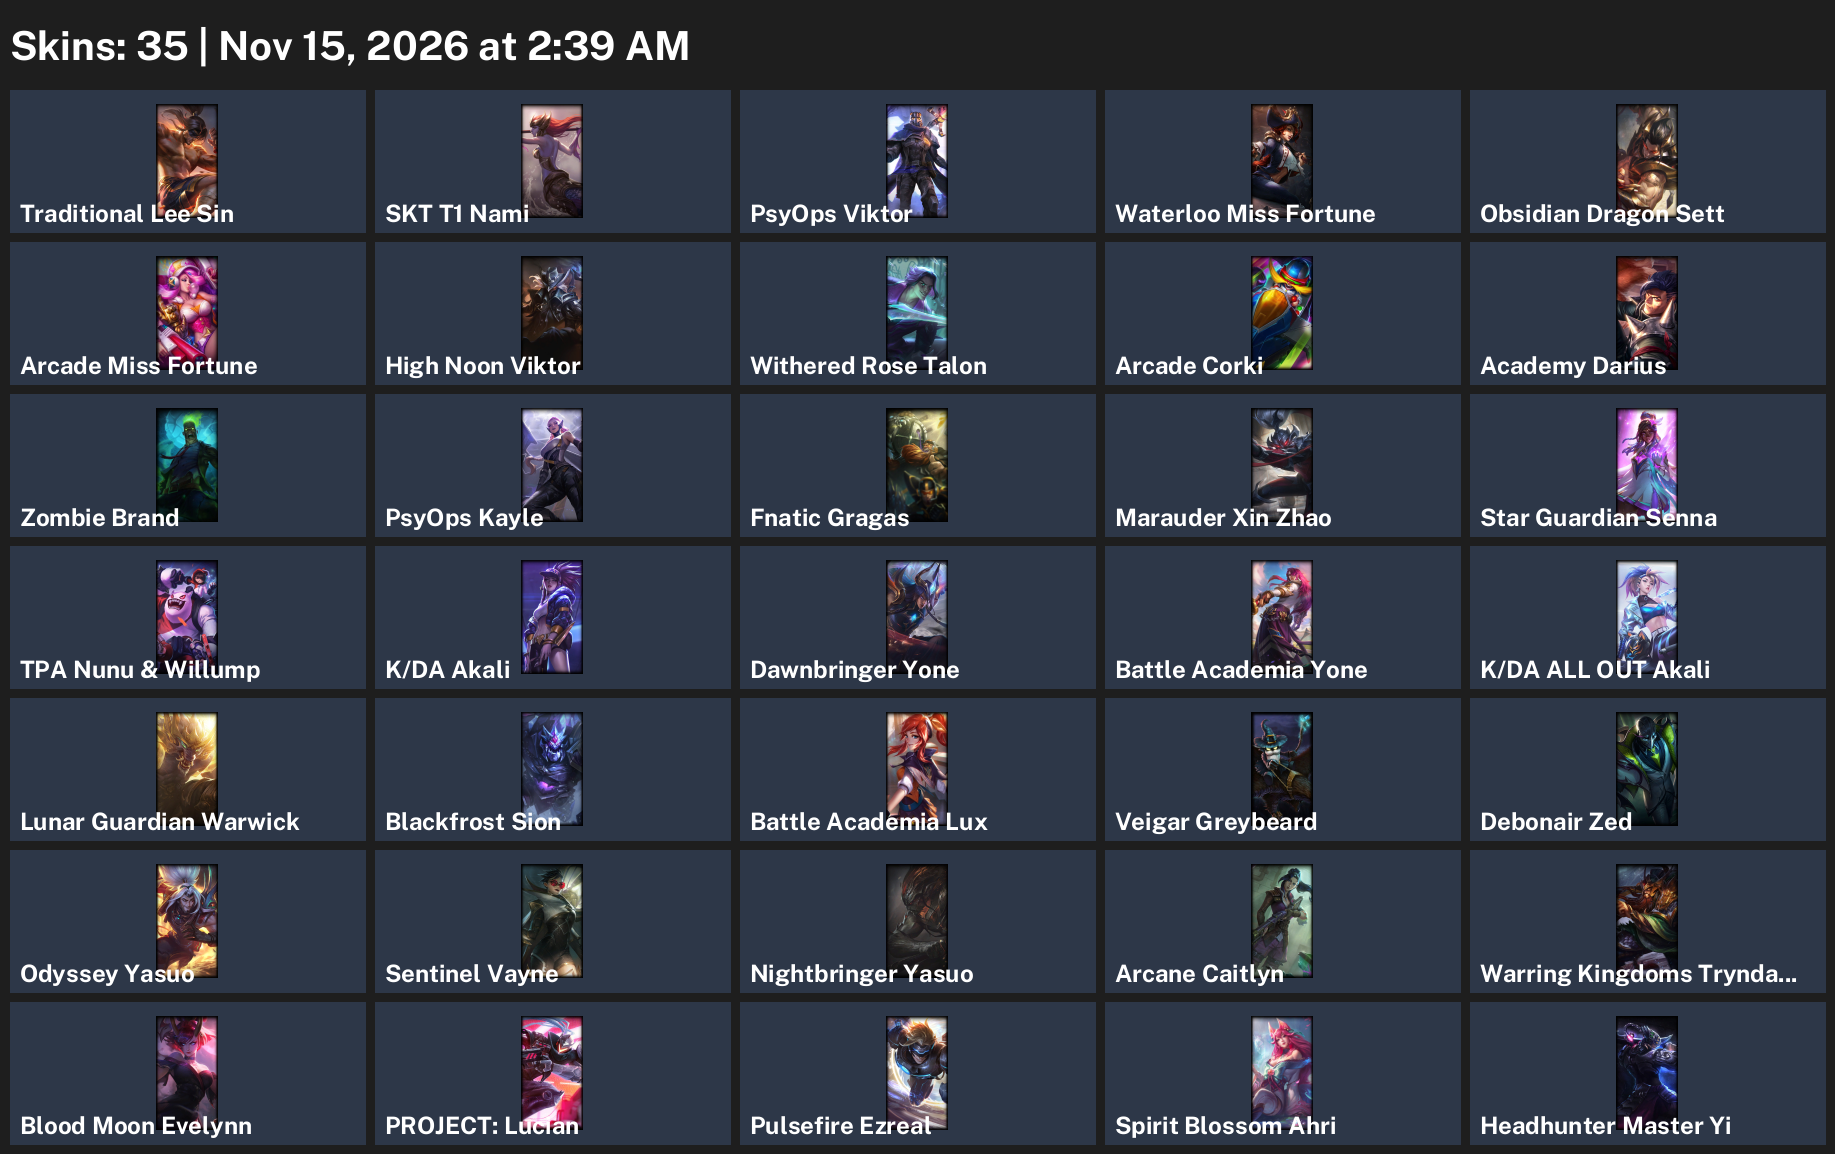 Skins: 35 | Nov 15, 2026 at 2:39 AM
Traditional Lee Sin
SKT T1 Nami
PsyOps Viktor
Waterloo Miss Fortune
Obsidian Dragon Sett
Arcade Miss Fortune
High Noon Viktor
Withered Rose Talon
Arcade Corki
Academy Darius
Zombie Brand
PsyOps Kayle
Fnatic Gragas
Marauder Xin Zhao
Star Guardian Senna
TPA Nunu & Willump
K/DA Akali
Dawnbringer Yone
Battle Academia Yone
K/DA ALL OUT Akali
Lunar Guardian Warwick
Blackfrost Sion
Battle Academia Lux
Veigar Greybeard
Debonair Zed
Odyssey Yasuo
Sentinel Vayne
Nightbringer Yasuo
Arcane Caitlyn
Warring Kingdoms Trynda...
Blood Moon Evelynn
PROJECT: Lucian
Pulsefire Ezreal
Spirit Blossom Ahri
Headhunter Master Yi